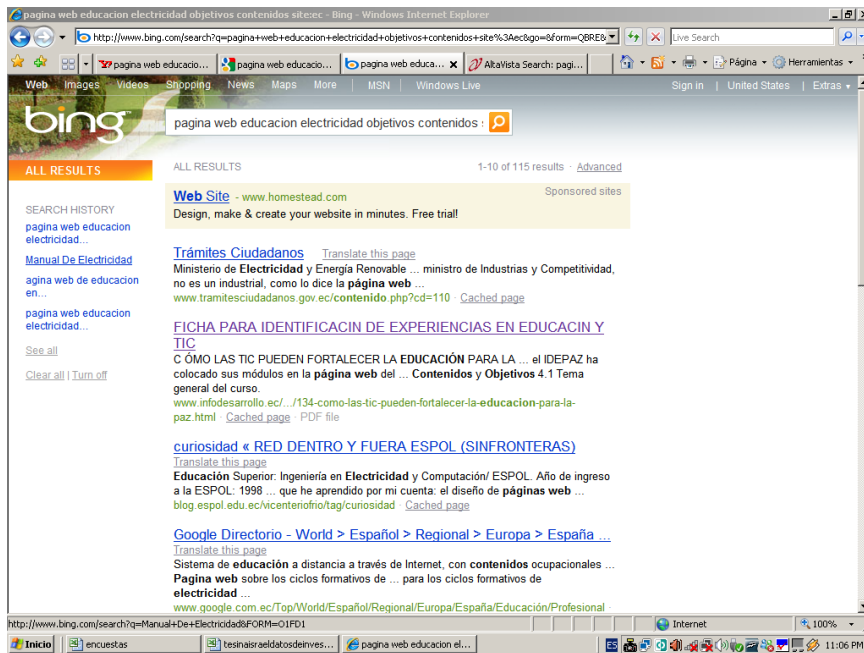 pagina web educacion electricidad objetivos contenidos site:ec - Bing - Windows Internet Explorer
http://www.bing.com/search?q=pagina+web+educacion+electricidad+objetivos+contenidos+site%3Aec&go=&form=QBRE&
Live Search
pagina web educacio...
pagina web educacio...
pagina web educa...
AltaVista Search: pagi...
Página
Herramientas
Web Images Videos Shopping News Maps More | MSN | Windows Live
Sign in | United States | Extras
bing
pagina web educacion electricidad objetivos contenidos :
ALL RESULTS
ALL RESULTS
1-10 of 115 results · Advanced
Web Site - www.homestead.com
Sponsored sites
Design, make & create your website in minutes. Free trial!
SEARCH HISTORY
pagina web educacion
electricidad...
Manual De Electricidad
agina web de educacion
en...
pagina web educacion
electricidad...
See all
Clear all | Turn off
Trámites Ciudadanos Translate this page
Ministerio de Electricidad y Energía Renovable ... ministro de Industrias y Competitividad,
no es un industrial, como lo dice la página web ...
www.tramitesciudadanos.gov.ec/contenido.php?cd=110 · Cached page
FICHA PARA IDENTIFICACIN DE EXPERIENCIAS EN EDUCACIN Y
TIC
C ÓMO LAS TIC PUEDEN FORTALECER LA EDUCACIÓN PARA LA ... el IDEPAZ ha
colocado sus módulos en la página web del ... Contenidos y Objetivos 4.1 Tema
general del curso.
www.infodesarrollo.ec/.../134-como-las-tic-pueden-fortalecer-la-educacion-para-la-
paz.html · Cached page · PDF file
curiosidad « RED DENTRO Y FUERA ESPOL (SINFRONTERAS)
Translate this page
Educación Superior: Ingeniería en Electricidad y Computación/ ESPOL. Año de ingreso
a la ESPOL: 1998 ... que he aprendido por mi cuenta: el diseño de páginas web ...
blog.espol.edu.ec/vicenteriofrio/tag/curiosidad · Cached page
Google Directorio - World > Español > Regional > Europa > España ...
Translate this page
Sistema de educación a distancia a través de Internet, con contenidos ocupacionales ...
Pagina web sobre los ciclos formativos de ... para los ciclos formativos de
electricidad ...
www.google.com.ec/Top/World/Español/Regional/Europa/España/Educación/Profesional ·
http://www.bing.com/search?q=Manual+De+Electricidad&FORM=O1FD1
Internet
100%
Inicio
encuestas
tesinaisraeldatosdeinves...
pagina web educacion el...
ES
11:06 PM